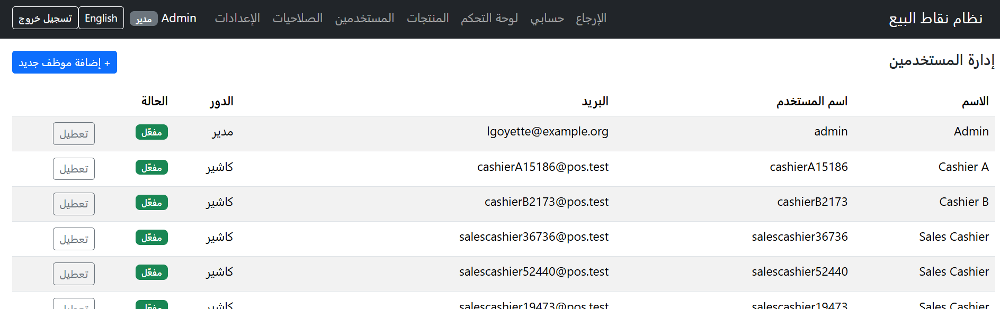 نظام نقاط البيع
الإرجاع حسابي لوحة التحكم المنتجات المستخدمين الصلاحيات الإعدادات Admin مدير English تسجيل خروج
إدارة المستخدمين
+ إضافة موظف جديد
الاسم اسم المستخدم البريد الدور الحالة
Admin admin lgoyette@example.org مدير مفعّل تعطيل
Cashier A cashierA15186 cashierA15186@pos.test كاشير مفعّل تعطيل
Cashier B cashierB2173 cashierB2173@pos.test كاشير مفعّل تعطيل
Sales Cashier salescashier36736 salescashier36736@pos.test كاشير مفعّل تعطيل
Sales Cashier salescashier52440 salescashier52440@pos.test كاشير مفعّل تعطيل
Sales Cashier salescashier19473 salescashier19473@pos.test كاشير مفعّل تعطيل